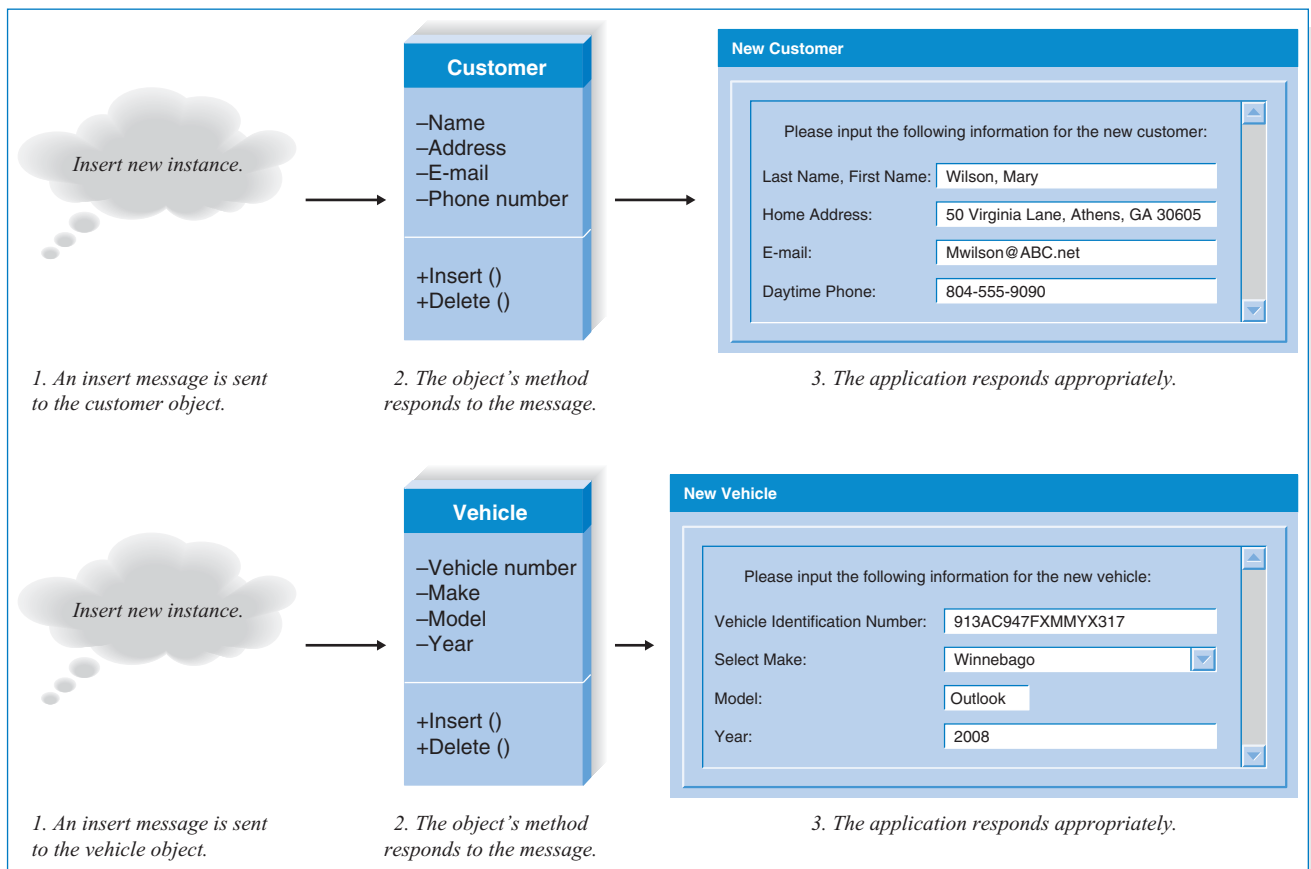 Insert new instance.
Customer
–Name
–Address
–E-mail
–Phone number
+Insert ()
+Delete ()
New Customer
Please input the following information for the new customer:
Last Name, First Name: Wilson, Mary
Home Address: 50 Virginia Lane, Athens, GA 30605
E-mail: Mwilson@ABC.net
Daytime Phone: 804-555-9090
1. An insert message is sent
to the customer object.
2. The object's method
responds to the message.
3. The application responds appropriately.
Insert new instance.
Vehicle
–Vehicle number
–Make
–Model
–Year
+Insert ()
+Delete ()
New Vehicle
Please input the following information for the new vehicle:
Vehicle Identification Number: 913AC947FXMMYX317
Select Make: Winnebago
Model: Outlook
Year: 2008
1. An insert message is sent
to the vehicle object.
2. The object's method
responds to the message.
3. The application responds appropriately.